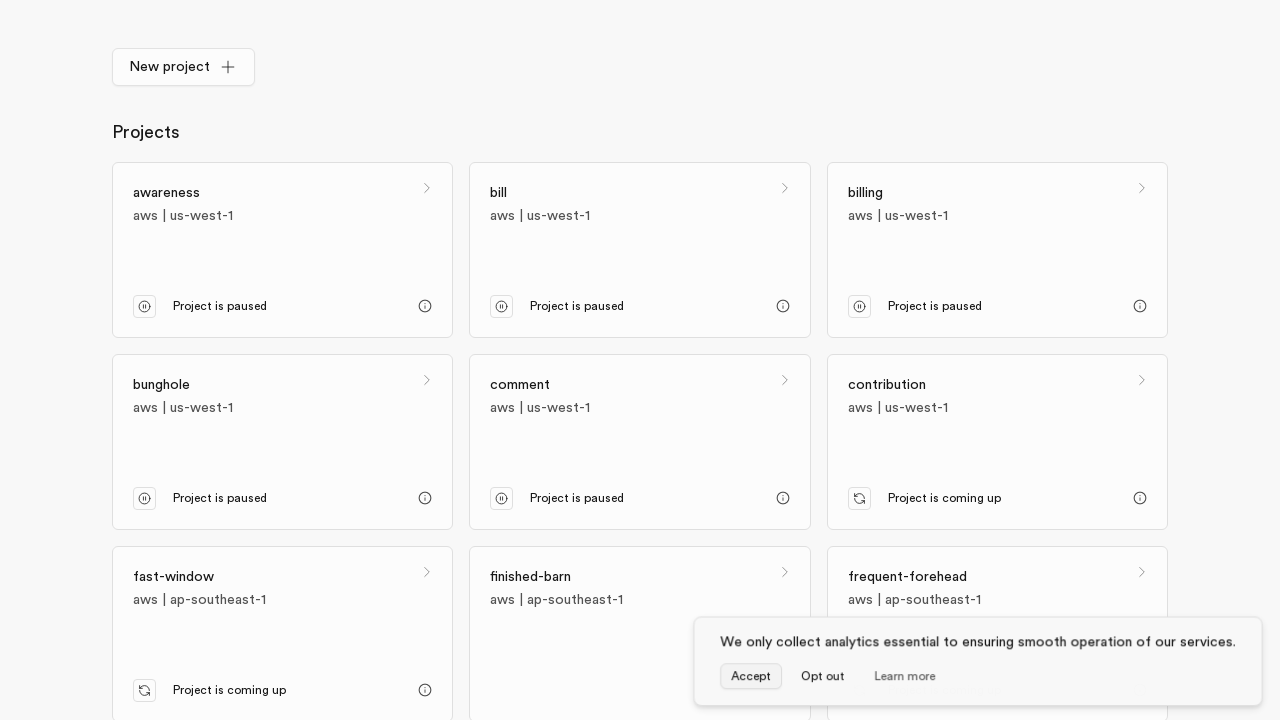 New project
Projects
awareness
aws | us-west-1
Project is paused
bill
aws | us-west-1
Project is paused
billing
aws | us-west-1
Project is paused
bunghole
aws | us-west-1
Project is paused
comment
aws | us-west-1
Project is paused
contribution
aws | us-west-1
Project is coming up
fast-window
aws | ap-southeast-1
Project is coming up
finished-barn
aws | ap-southeast-1
frequent-forehead
aws | ap-southeast-1
We only collect analytics essential to ensuring smooth operation of our services.
Accept
Opt out
Learn more